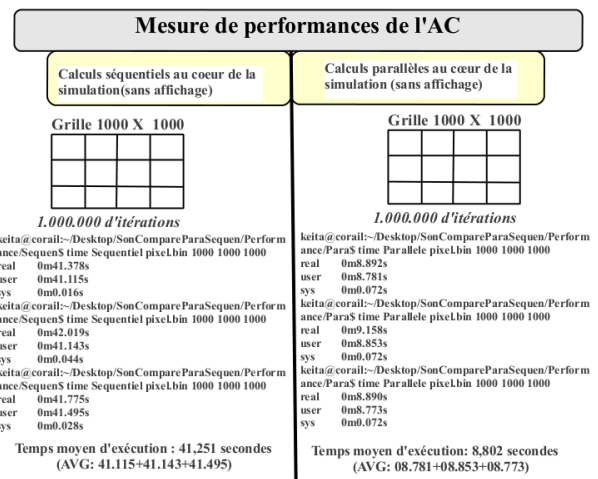 Mesure de performances de l'AC
Calculs séquentiels au coeur de la
simulation(sans affichage)
Grille 1000 X 1000
1.000.000 d'itérations
keita@corail:~/Desktop/SonCompareParaSequen/Perform
ance/Sequen$ time Sequentiel pixel.bin 1000 1000 1000
real 0m41.378s
user 0m41.115s
sys 0m0.016s
keita@corail:~/Desktop/SonCompareParaSequen/Perform
ance/Sequen$ time Sequentiel pixel.bin 1000 1000 1000
real 0m42.019s
user 0m41.143s
sys 0m0.044s
keita@corail:~/Desktop/SonCompareParaSequen/Perform
ance/Sequen$ time Sequentiel pixel.bin 1000 1000 1000
real 0m41.775s
user 0m41.495s
sys 0m0.028s
Temps moyen d'exécution : 41,251 secondes
(AVG: 41.115+41.143+41.495)
Calculs parallèles au cœur de la
simulation (sans affichage)
Grille 1000 X 1000
1.000.000 d'itérations
keita@corail:~/Desktop/SonCompareParaSequen/Perform
ance/Para$ time Parallele pixel.bin 1000 1000 1000
real 0m8.892s
user 0m8.781s
sys 0m0.072s
keita@corail:~/Desktop/SonCompareParaSequen/Perform
ance/Para$ time Parallele pixel.bin 1000 1000 1000
real 0m9.158s
user 0m8.853s
sys 0m0.072s
keita@corail:~/Desktop/SonCompareParaSequen/Perform
ance/Para$ time Parallele pixel.bin 1000 1000 1000
real 0m8.890s
user 0m8.773s
sys 0m0.072s
Temps moyen d'exécution: 8,802 secondes
(AVG: 08.781+08.853+08.773)